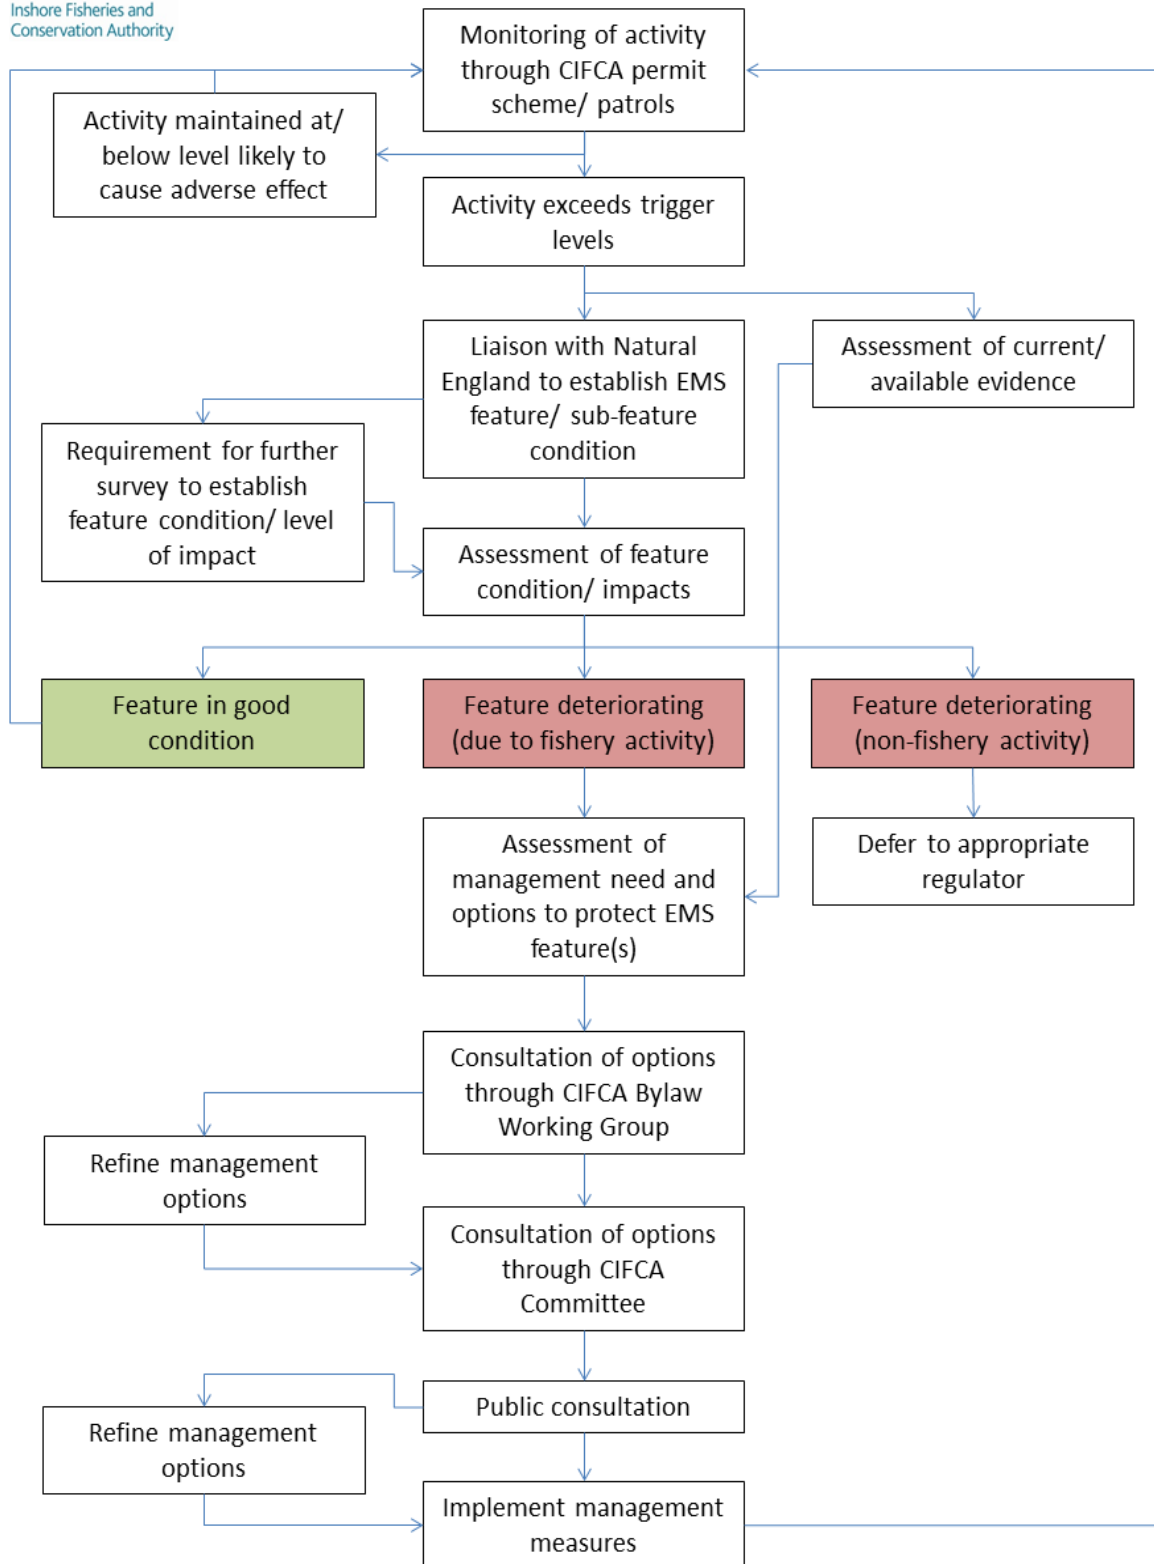 Inshore Fisheries and
Conservation Authority
Monitoring of activity
through CIFCA permit
scheme/ patrols
Activity maintained at/
below level likely to
cause adverse effect
Activity exceeds trigger
levels
Liaison with Natural
England to establish EMS
feature/ sub-feature
condition
Assessment of current/
available evidence
Requirement for further
survey to establish
feature condition/ level
of impact
Assessment of feature
condition/ impacts
Feature in good
condition
Feature deteriorating
(due to fishery activity)
Feature deteriorating
(non-fishery activity)
Assessment of
management need and
options to protect EMS
feature(s)
Defer to appropriate
regulator
Consultation of options
through CIFCA Bylaw
Working Group
Refine management
options
Consultation of options
through CIFCA
Committee
Public consultation
Refine management
options
Implement management
measures